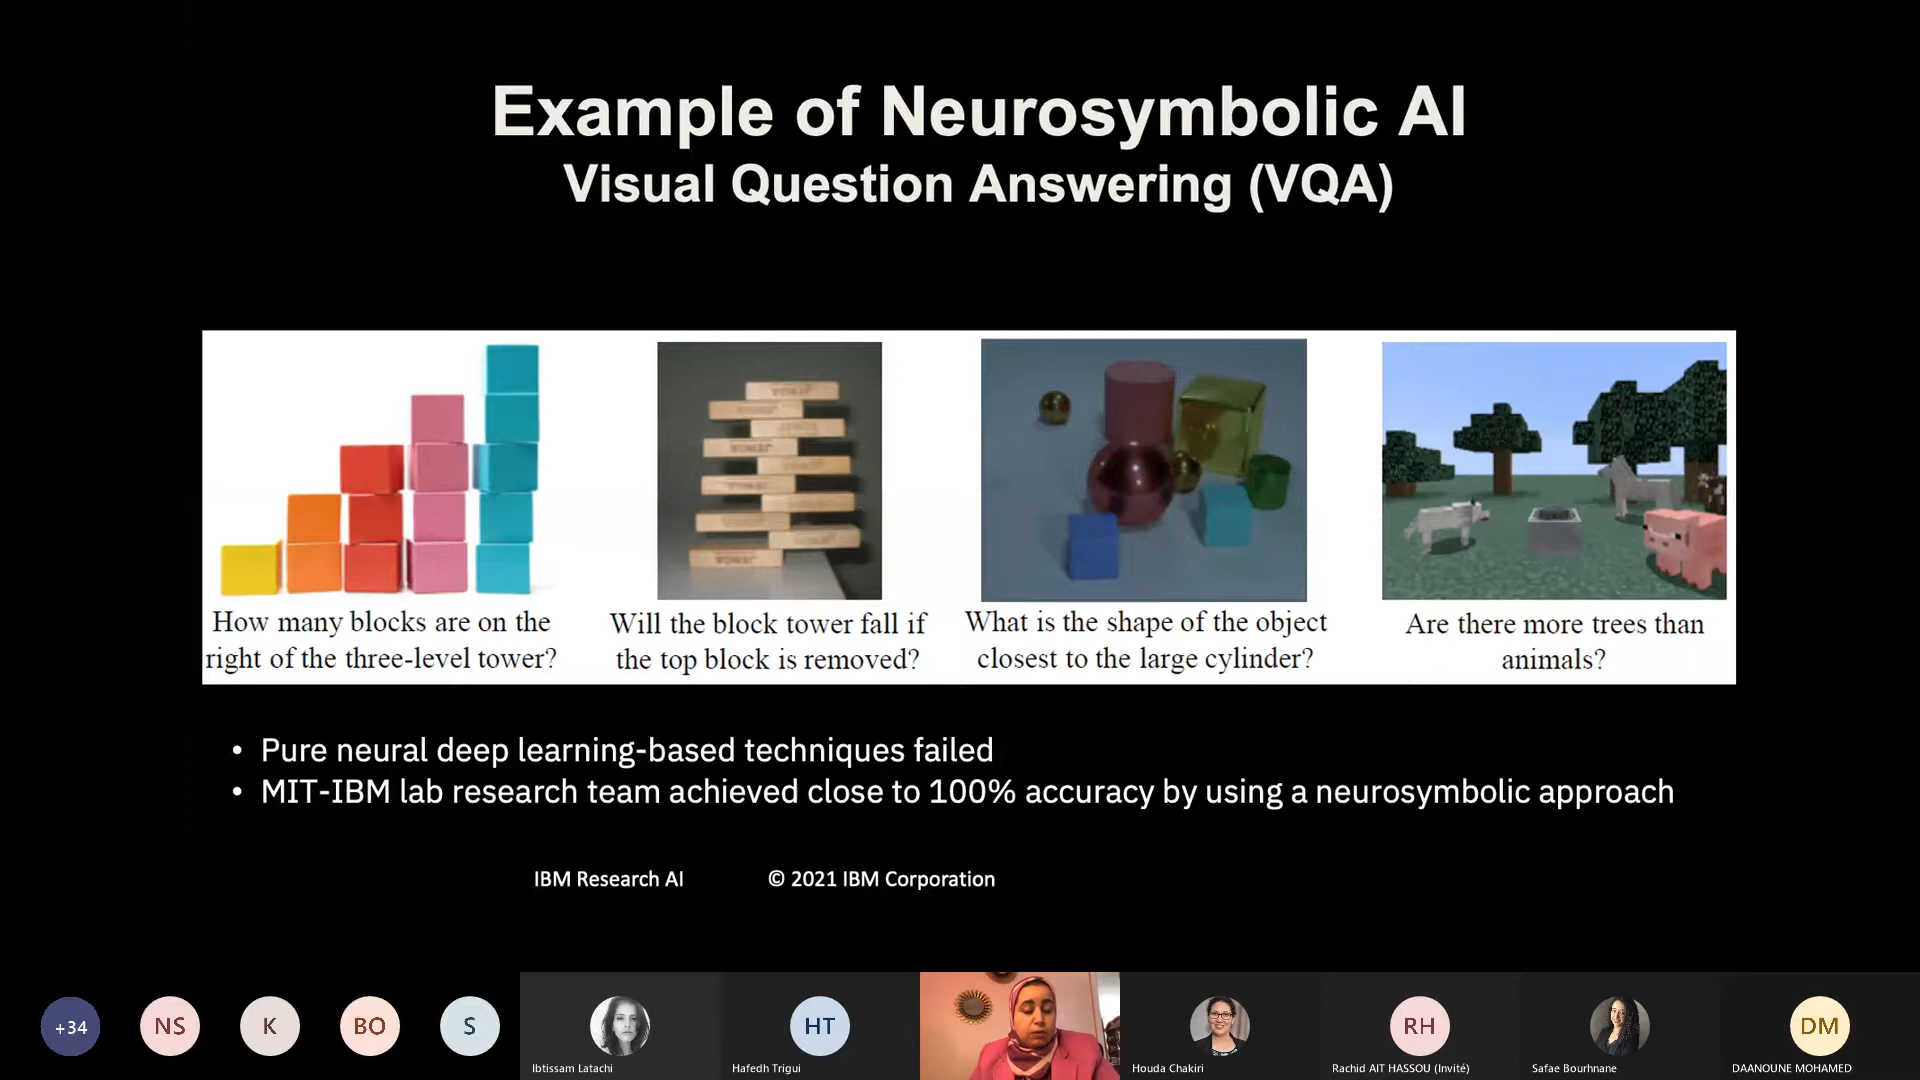 Example of Neurosymbolic AI
Visual Question Answering (VQA)
How many blocks are on the
right of the three-level tower?
Will the block tower fall if
the top block is removed?
What is the shape of the object
closest to the large cylinder?
Are there more trees than
animals?
• Pure neural deep learning-based techniques failed
• MIT-IBM lab research team achieved close to 100% accuracy by using a neurosymbolic approach
IBM Research AI © 2021 IBM Corporation
+34
NS
K
BO
S
Ibtissam Latachi
HT
Hafedh Trigui
Houda Chakiri
RH
Rachid AIT HASSOU (Invité)
Safae Bourhnane
DM
DAANOUNE MOHAMED